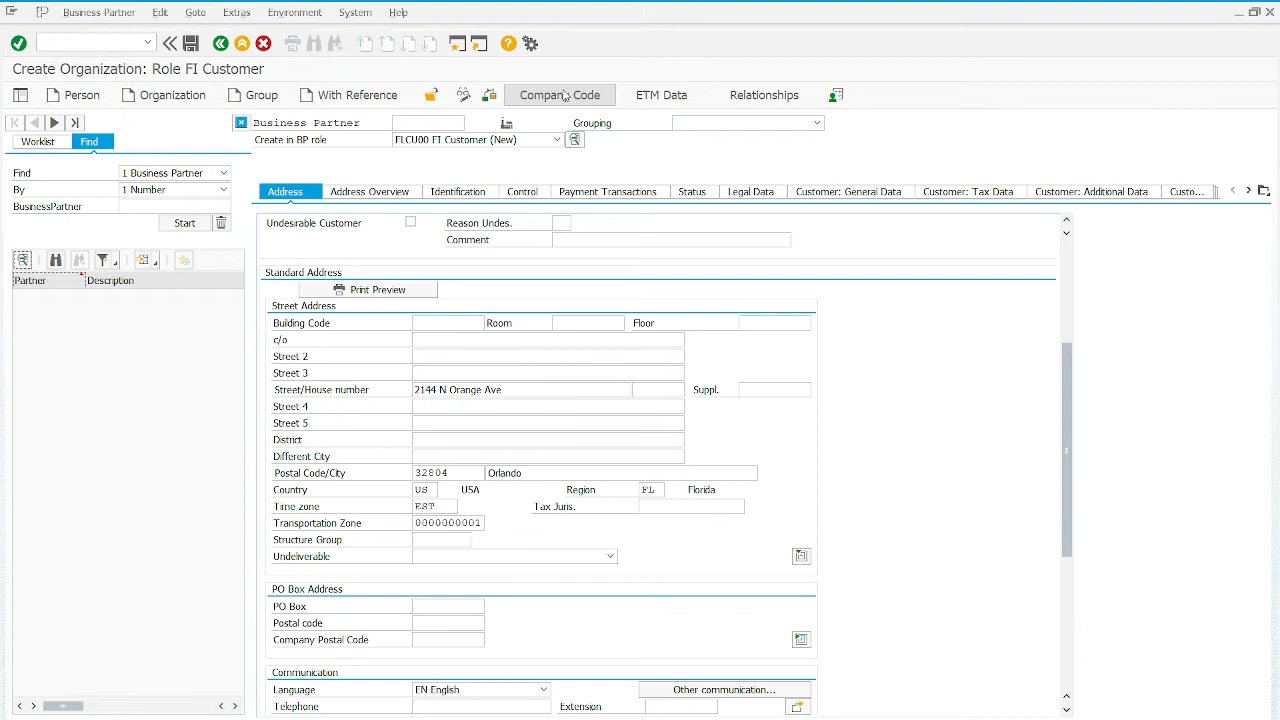 Business Partner Edit Goto Extras Environment System Help
Create Organization: Role FI Customer
Person Organization Group With Reference Company Code ETM Data Relationships
Business Partner Grouping
Worklist Find Create in BP role FLCU00 FI Customer (New)
Find 1 Business Partner
By 1 Number
BusinessPartner
Start
Partner Description
Address Address Overview Identification Control Payment Transactions Status Legal Data Customer: General Data Customer: Tax Data Customer: Additional Data Custo...
Undesirable Customer Reason Undes.
Comment
Standard Address
Print Preview
Street Address
Building Code Room Floor
c/o
Street 2
Street 3
Street/House number 2144 N Orange Ave Suppl.
Street 4
Street 5
District
Different City
Postal Code/City 32804 Orlando
Country US USA Region FL Florida
Time zone EST Tax Juris.
Transportation Zone 0000000001
Structure Group
Undeliverable
PO Box Address
PO Box
Postal code
Company Postal Code
Communication
Language EN English Other communication...
Telephone Extension